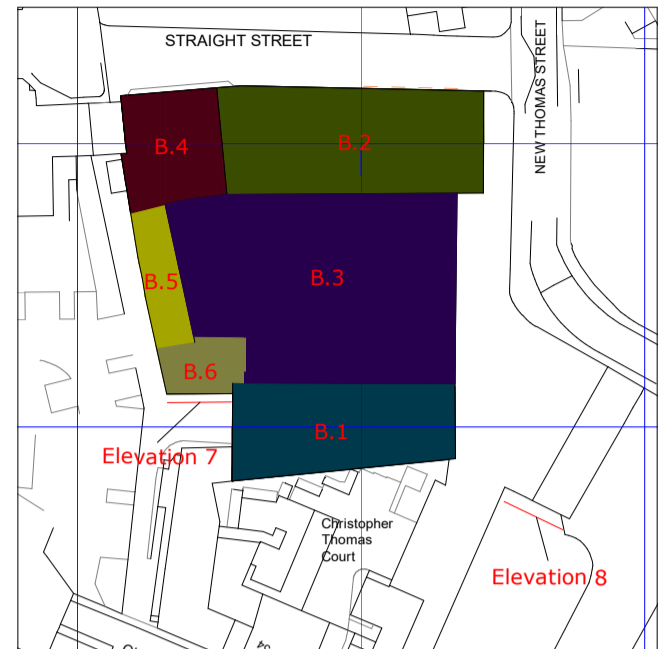 STRAIGHT STREET
NEW THOMAS STREET
B.4
B.2
B.5
B.3
B.6
B.1
Elevation 7
Christopher
Thomas
Court
Elevation 8